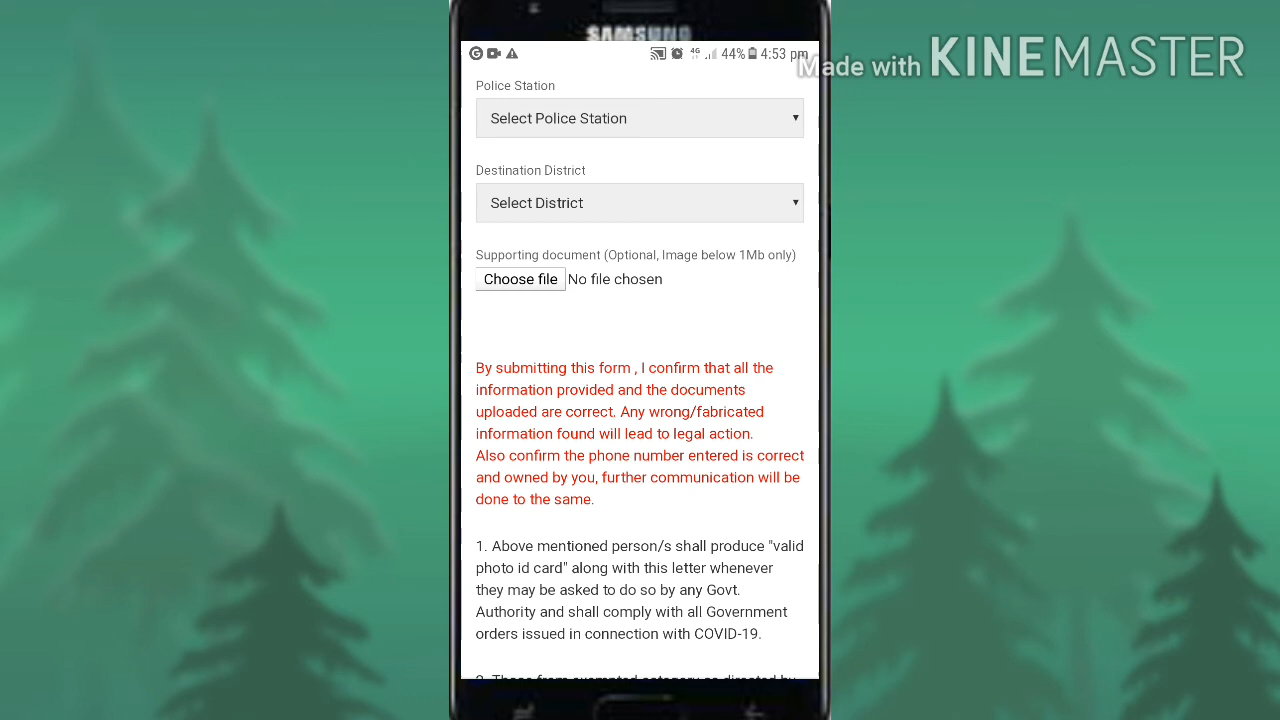 SAMSUNG
4G 44% 4:53 pm
Made with KINEMASTER
Police Station
Select Police Station
Destination District
Select District
Supporting document (Optional, Image below 1Mb only)
Choose file No file chosen
By submitting this form , I confirm that all the
information provided and the documents
uploaded are correct. Any wrong/fabricated
information found will lead to legal action.
Also confirm the phone number entered is correct
and owned by you, further communication will be
done to the same.
1. Above mentioned person/s shall produce "valid
photo id card" along with this letter whenever
they may be asked to do so by any Govt.
Authority and shall comply with all Government
orders issued in connection with COVID-19.